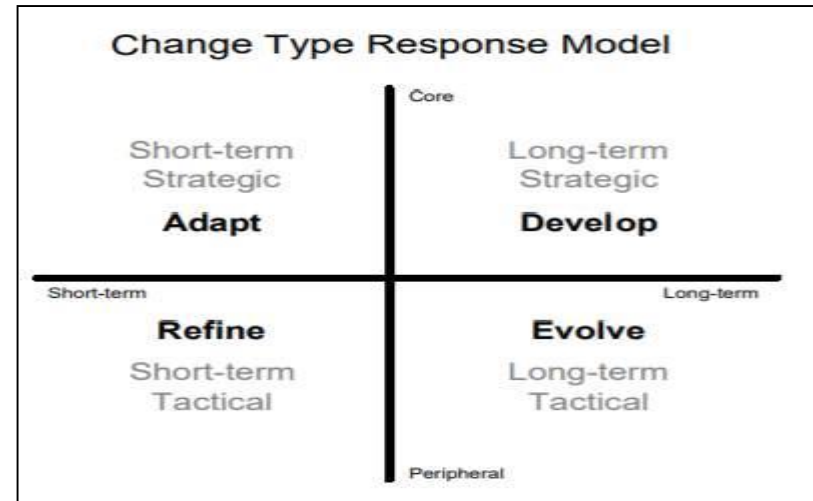 Change Type Response Model
Core
Short-term
Strategic
Adapt
Long-term
Strategic
Develop
Short-term
Long-term
Refine
Short-term
Tactical
Evolve
Long-term
Tactical
Peripheral